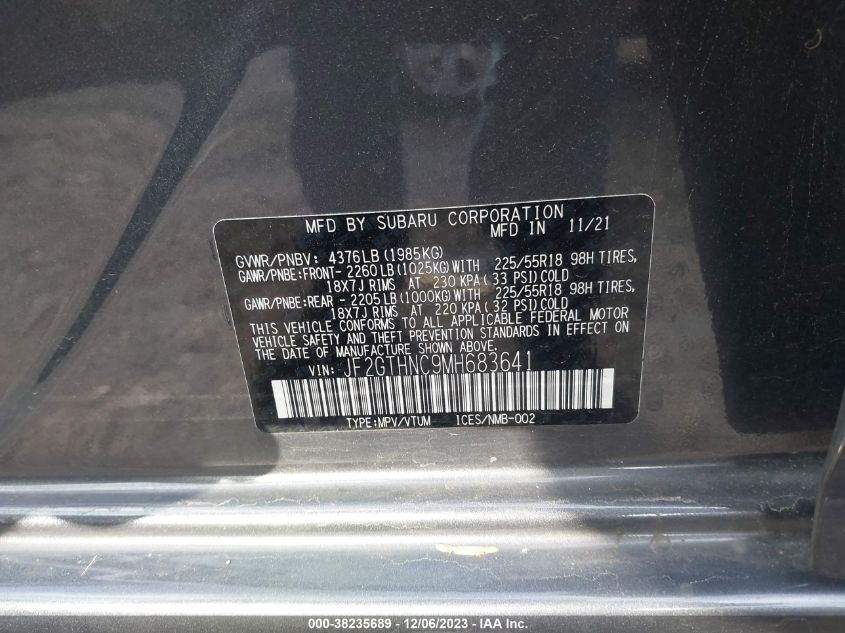 MFD BY SUBARU CORPORATION
MFD IN 11/21
GVWR/PNBV: 4376LB(1985KG)
GAWR/PNBE:FRONT- 2260LB(1025KG)WITH 225/55R18 98H TIRES,
18X7J RIMS AT 230 KPA(33 PSI)COLD
GAWR/PNBE:REAR - 2205LB(1000KG)WITH 225/55R18 98H TIRES,
18X7J RIMS AT 220 KPA(32 PSI)COLD
THIS VEHICLE CONFORMS TO ALL APPLICABLE FEDERAL MOTOR
VEHICLE SAFETY AND THEFT PREVENTION STANDARDS IN EFFECT ON
THE DATE OF MANUFACTURE SHOWN ABOVE.
VIN: JF2GTHNC9MH683641
TYPE:MPV/VTUM ICES/NMB-002
000-38235689 - 12/06/2023 - IAA Inc.